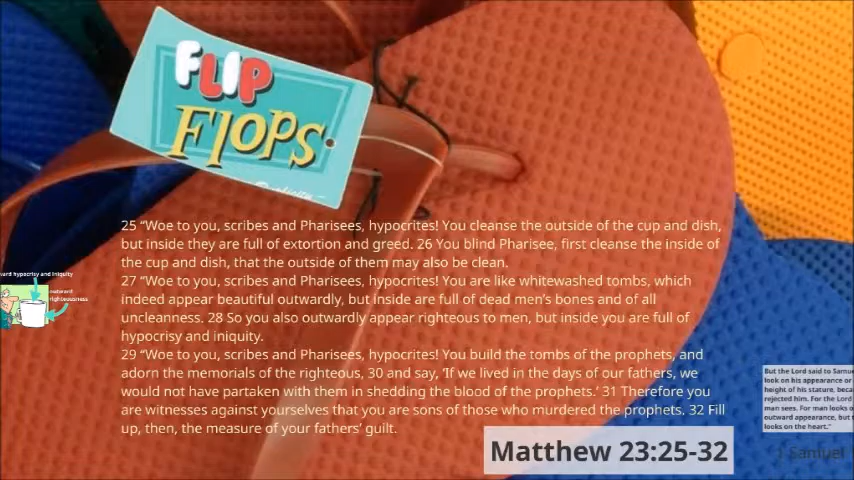 FLIP
FLOPS
25 “Woe to you, scribes and Pharisees, hypocrites! You cleanse the outside of the cup and dish,
but inside they are full of extortion and greed. 26 You blind Pharisee, first cleanse the inside of
the cup and dish, that the outside of them may also be clean.
27 “Woe to you, scribes and Pharisees, hypocrites! You are like whitewashed tombs, which
indeed appear beautiful outwardly, but inside are full of dead men’s bones and of all
uncleanness. 28 So you also outwardly appear righteous to men, but inside you are full of
hypocrisy and iniquity.
29 “Woe to you, scribes and Pharisees, hypocrites! You build the tombs of the prophets, and
adorn the memorials of the righteous, 30 and say, ‘If we lived in the days of our fathers, we
would not have partaken with them in shedding the blood of the prophets.’ 31 Therefore you
are witnesses against yourselves that you are sons of those who murdered the prophets. 32 Fill
up, then, the measure of your fathers’ guilt.
Matthew 23:25-32
hypocrisy and iniquity
outward
righteousness
But the Lord said to
look on his appearance or
height of his stature,
rejected him. For the Lord
man sees. For man looks
outward appearance, but
looks on the heart.”
1 Samuel